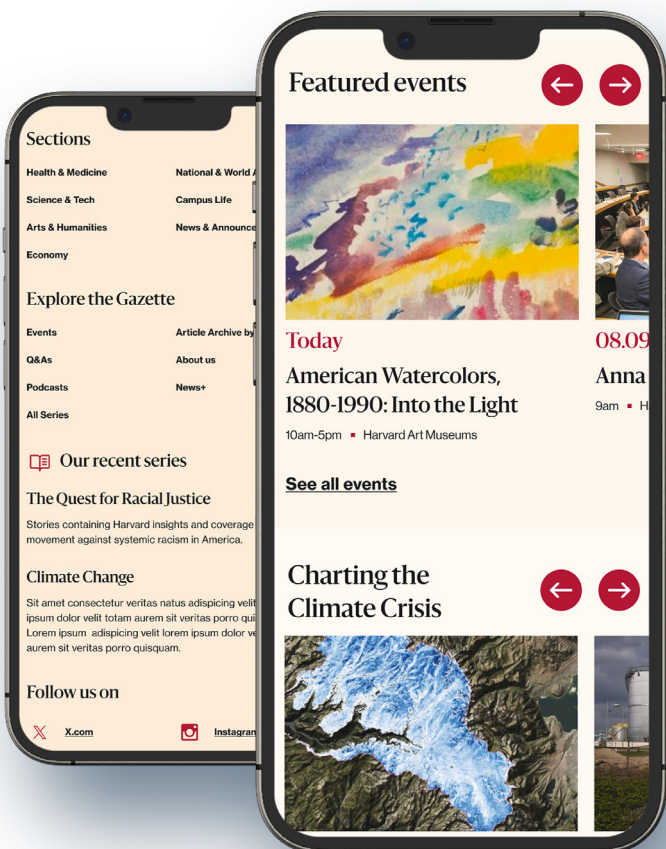 Sections
Health & Medicine
National & World
Science & Tech
Campus Life
Arts & Humanities
News &
Economy
Explore the Gazette
Events
Article Archive by
Q&As
About us
Podcasts
News+
All Series
Our recent series
The Quest for Racial Justice
Stories containing Harvard insights and coverage
movement against systemic racism in America.
Climate Change
Sit amet consectetur veritas natus adispicing velit
ipsum dolor velit totam aurem sit veritas porro qui
Lorem ipsum adispicing velit lorem ipsum dolor ve
aurem sit veritas porro quisquam.
Follow us on
X.com
Featured events
Today
American Watercolors,
1880-1990: Into the Light
10am-5pm ▪ Harvard Art Museums
08.09
Anna
9am ▪ H
See all events
Charting the
Climate Crisis